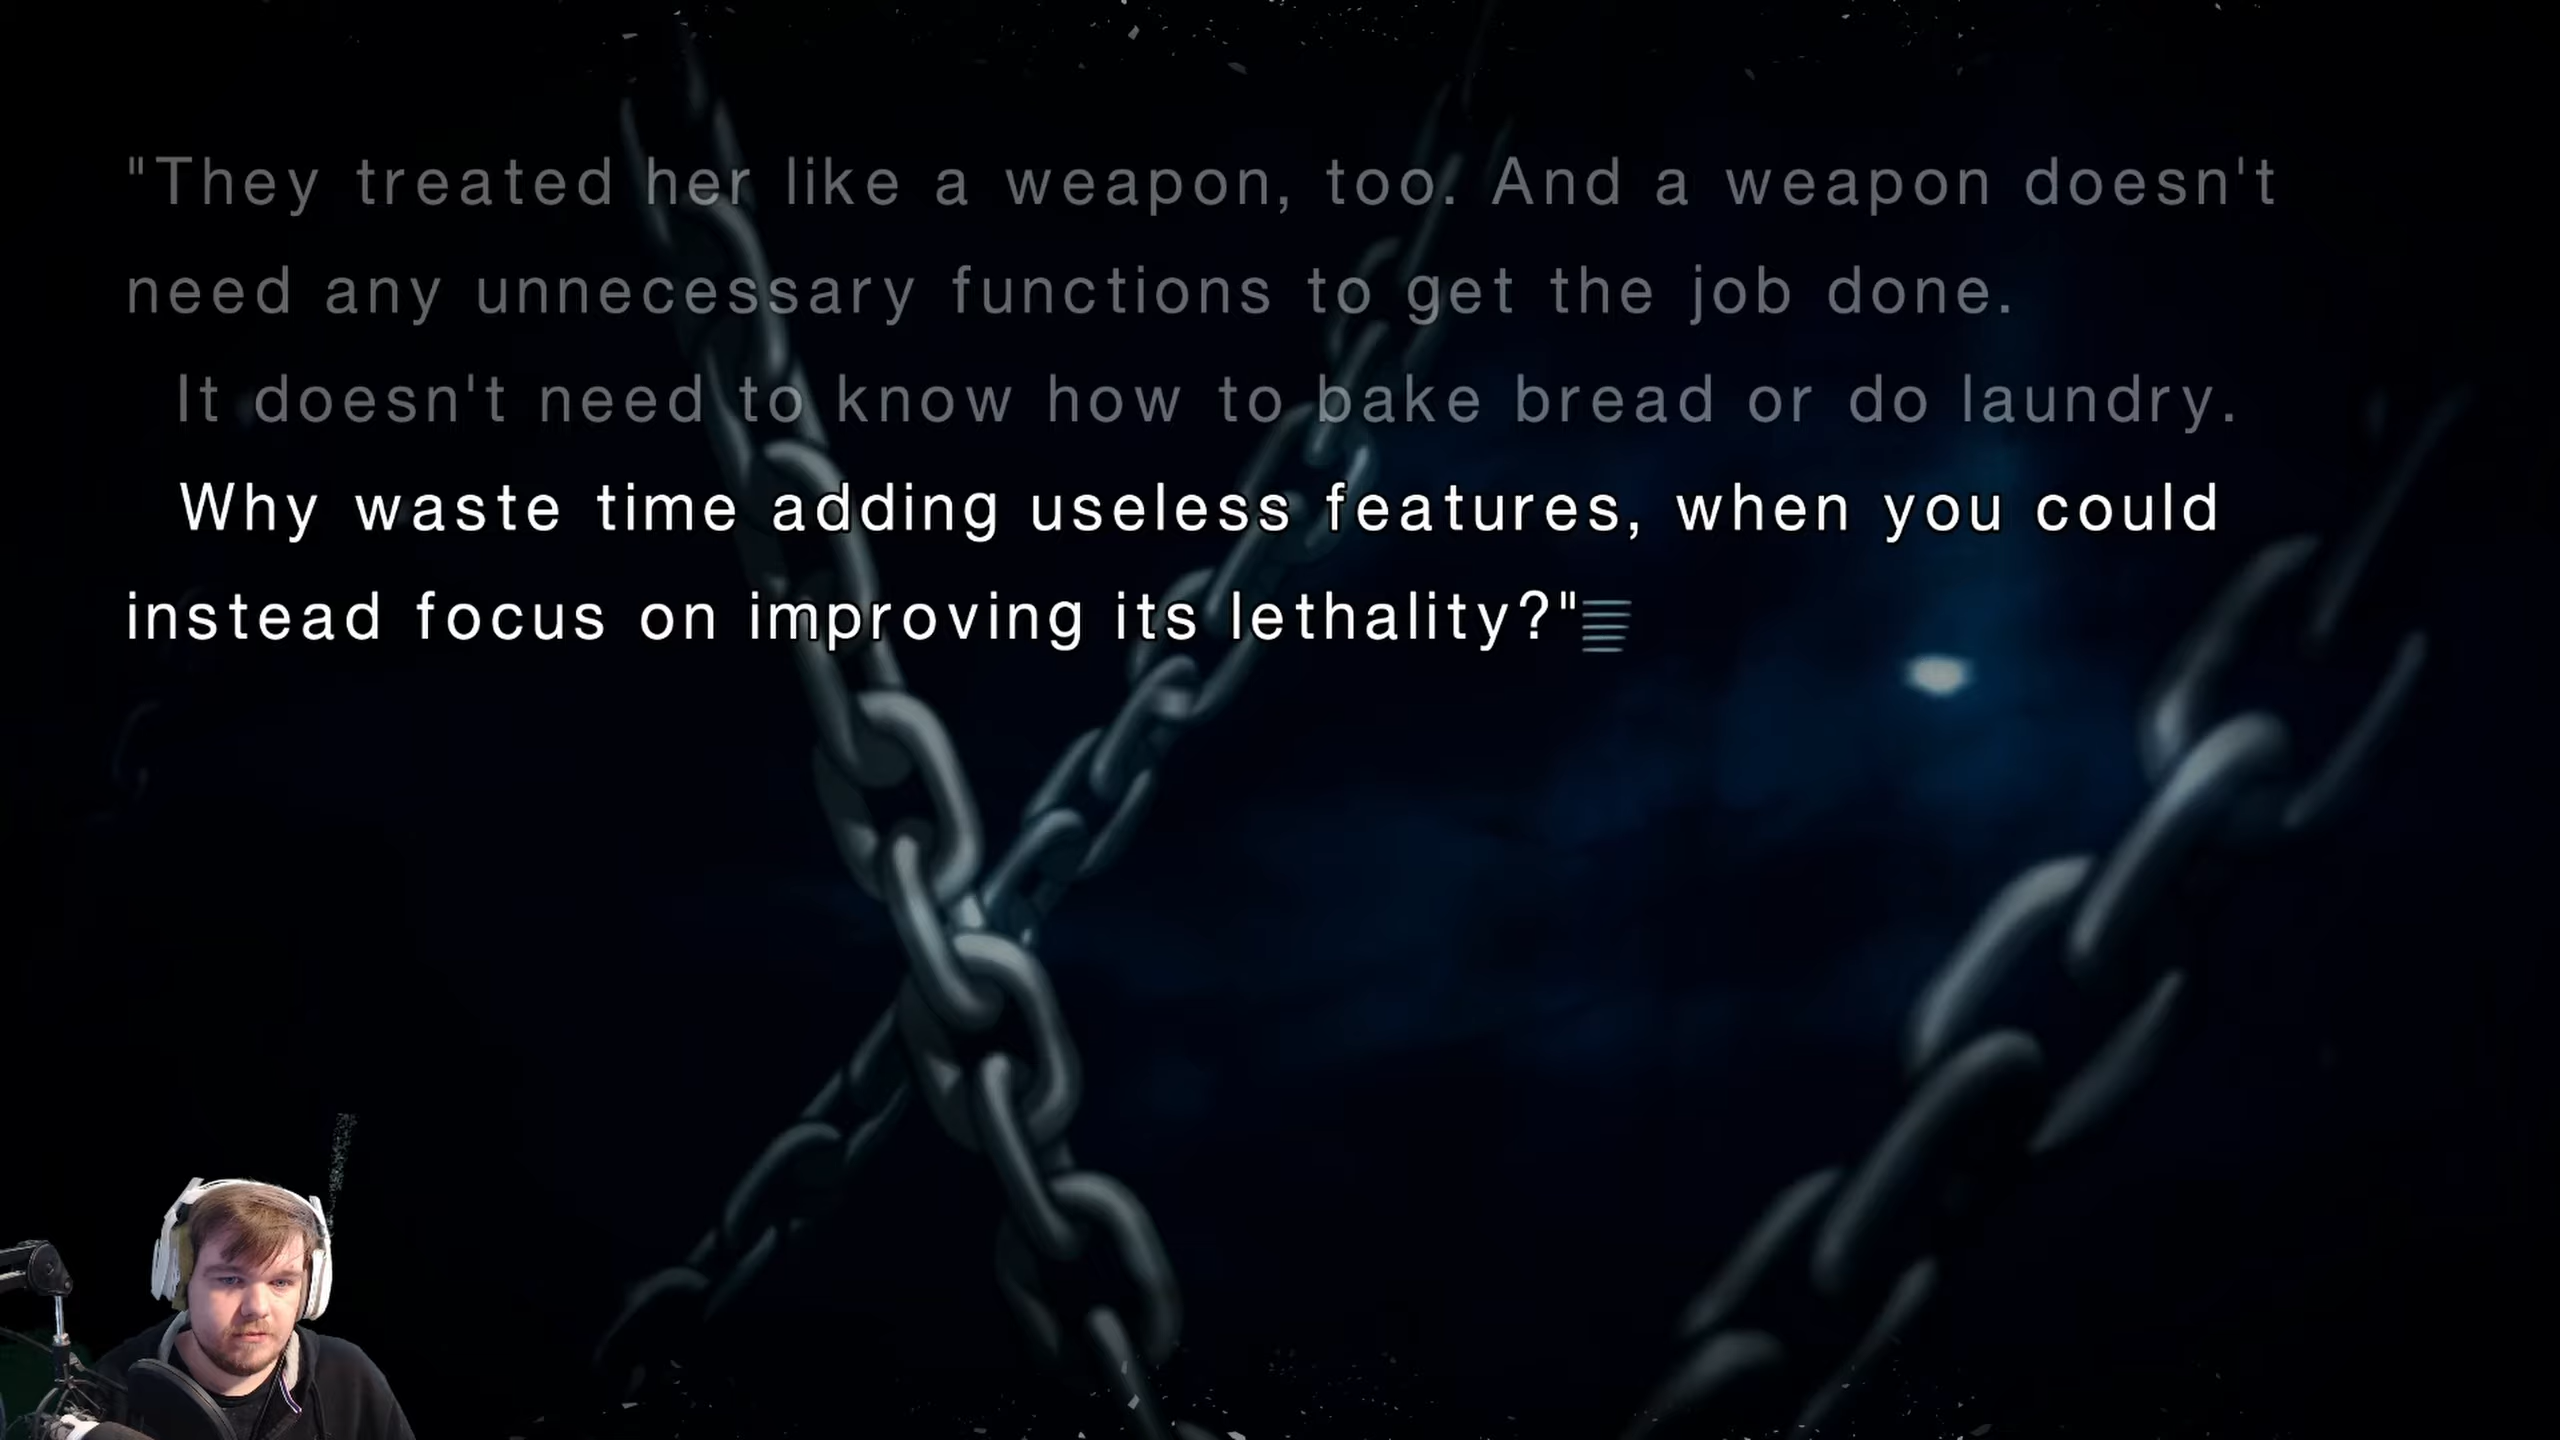 "They treated her like a weapon, too. And a weapon doesn't
need any unnecessary functions to get the job done.
It doesn't need to know how to bake bread or do laundry.
Why waste time adding useless features, when you could
instead focus on improving its lethality?"